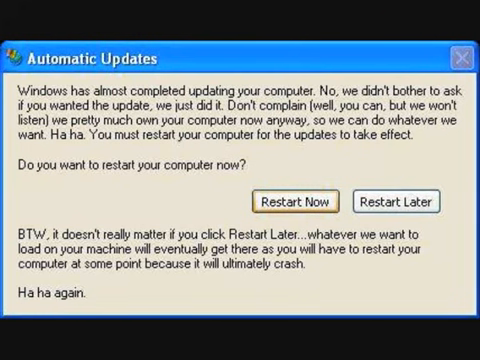 Automatic Updates
Windows has almost completed updating your computer. No, we didn't bother to ask
if you wanted the update, we just did it. Don't complain (well, you can, but we won't
listen) we pretty much own your computer now anyway, so we can do whatever we
want. Ha ha. You must restart your computer for the updates to take effect.
Do you want to restart your computer now?
Restart Now Restart Later
BTW, it doesn't really matter if you click Restart Later...whatever we want to
load on your machine will eventually get there as you will have to restart your
computer at some point because it will ultimately crash.
Ha ha again.